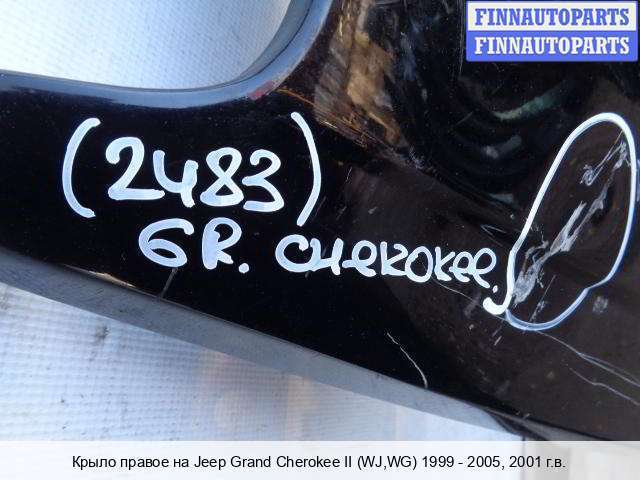 FINNAUTOPARTS
FINNAUTOPARTS
(2483)
GR. CHEROKEE.
Крыло правое на Jeep Grand Cherokee II (WJ,WG) 1999 - 2005, 2001 г.в.